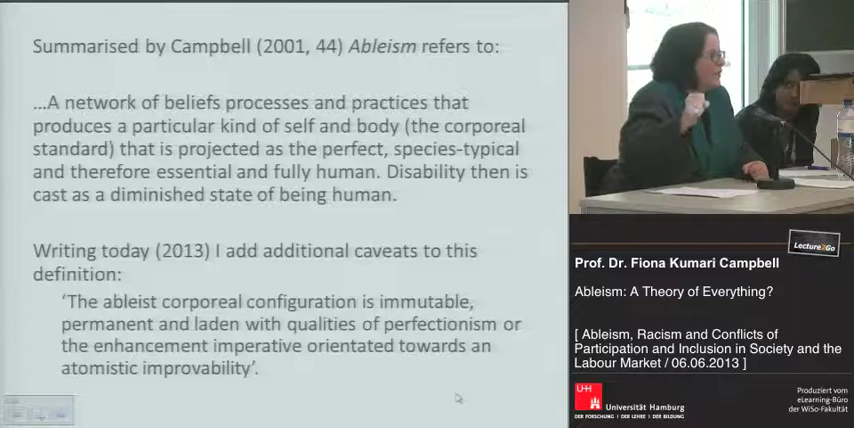 Summarised by Campbell (2001, 44) Ableism refers to:
…A network of beliefs processes and practices that
produces a particular kind of self and body (the corporeal
standard) that is projected as the perfect, species-typical
and therefore essential and fully human. Disability then is
cast as a diminished state of being human.
Writing today (2013) I add additional caveats to this
definition:
‘The ableist corporeal configuration is immutable,
permanent and laden with qualities of perfectionism or
the enhancement imperative orientated towards an
atomistic improvability’.
Lecture2Go
Prof. Dr. Fiona Kumari Campbell
Ableism: A Theory of Everything?
[ Ableism, Racism and Conflicts of
Participation and Inclusion in Society and the
Labour Market / 06.06.2013 ]
UH
Universität Hamburg
DER FORSCHUNG | DER LEHRE | DER BILDUNG
Produziert vom
eLearning-Büro
der WiSo-Fakultät